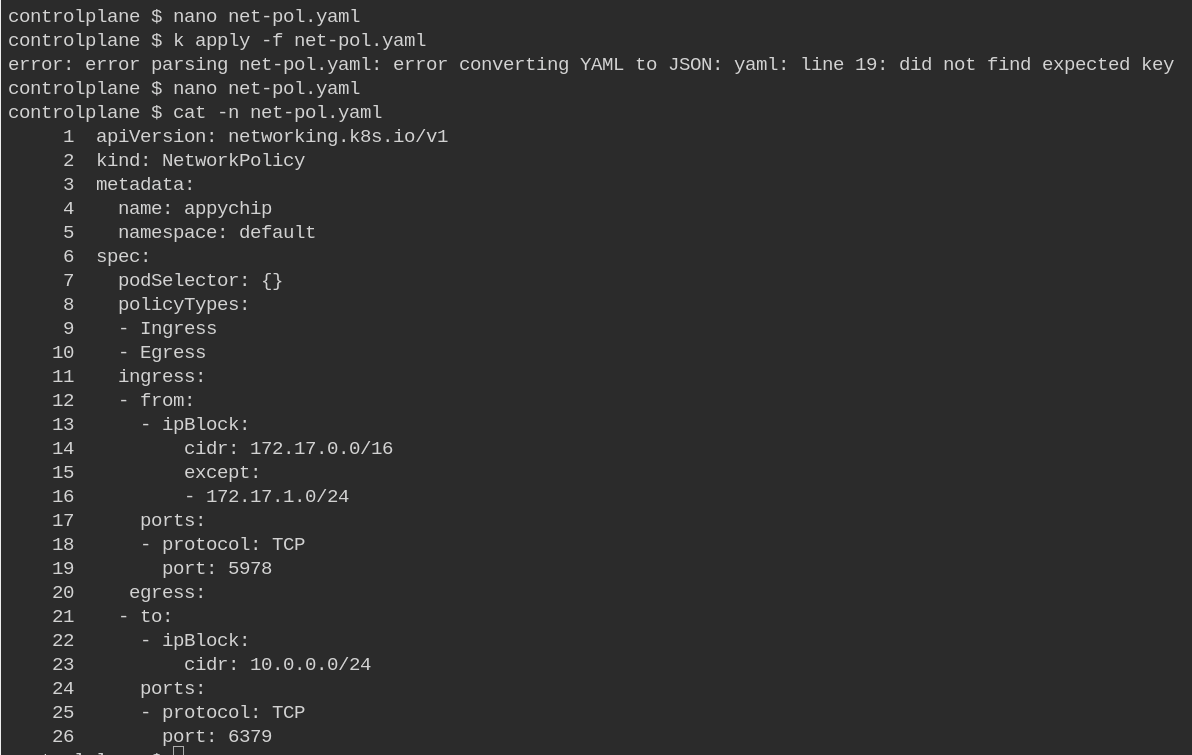 controlplane $ nano net-pol.yaml
controlplane $ k apply -f net-pol.yaml
error: error parsing net-pol.yaml: error converting YAML to JSON: yaml: line 19: did not find expected key
controlplane $ nano net-pol.yaml
controlplane $ cat -n net-pol.yaml
     1  apiVersion: networking.k8s.io/v1
     2  kind: NetworkPolicy
     3  metadata:
     4    name: appychip
     5    namespace: default
     6  spec:
     7    podSelector: {}
     8    policyTypes:
     9    - Ingress
    10    - Egress
    11    ingress:
    12    - from:
    13      - ipBlock:
    14          cidr: 172.17.0.0/16
    15          except:
    16          - 172.17.1.0/24
    17      ports:
    18      - protocol: TCP
    19        port: 5978
    20     egress:
    21    - to:
    22      - ipBlock:
    23          cidr: 10.0.0.0/24
    24      ports:
    25      - protocol: TCP
    26        port: 6379